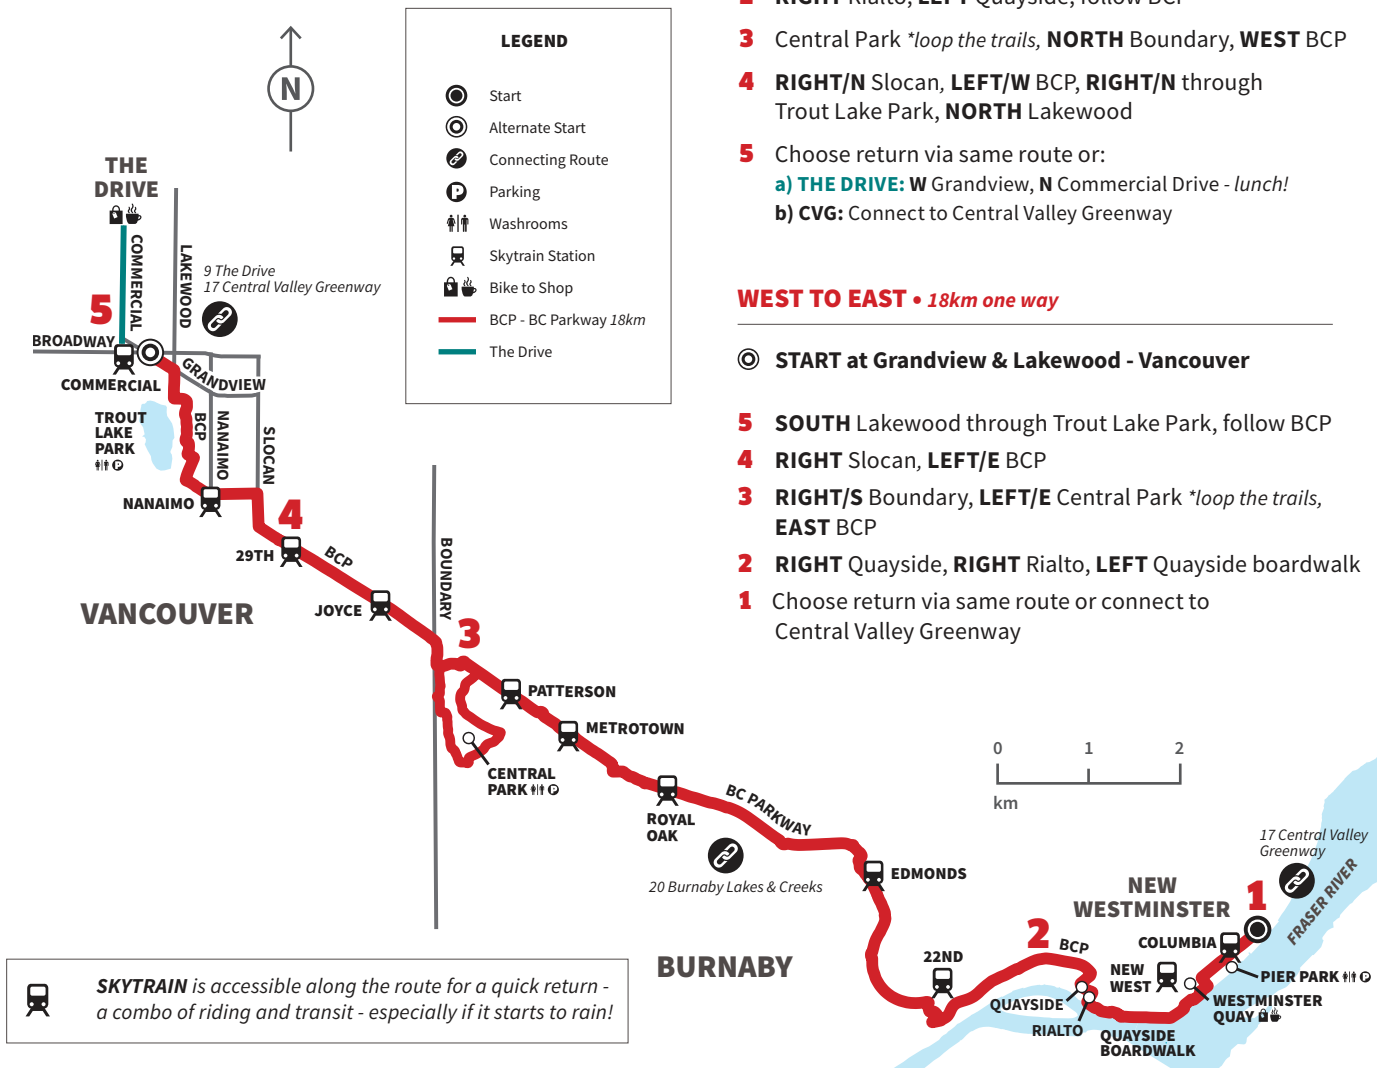 LEGEND
Start
Alternate Start
Connecting Route
Parking
Washrooms
Skytrain Station
Bike to Shop
BCP - BC Parkway 18km
The Drive
N
THE
DRIVE
COMMERCIAL
LAKEWOOD
9 The Drive
17 Central Valley Greenway
5
BROADWAY
COMMERCIAL
GRANDVIEW
TROUT
LAKE
PARK
P
BCP
NANAIMO
SLOCAN
NANAIMO
4
29TH
BCP
JOYCE
BOUNDARY
VANCOUVER
3
PATTERSON
METROTOWN
CENTRAL
PARK P
ROYAL
OAK
BC PARKWAY
20 Burnaby Lakes & Creeks
EDMONDS
BURNABY
22ND
2
BCP
NEW
WESTMINSTER
1
17 Central Valley
Greenway
FRASER RIVER
COLUMBIA
NEW
WEST
PIER PARK P
WESTMINSTER
QUAY
QUAYSIDE
RIALTO
QUAYSIDE
BOARDWALK
0 1 2
km
SKYTRAIN is accessible along the route for a quick return -
a combo of riding and transit - especially if it starts to rain!
2 RIGHT Rialto, LEFT Quayside, follow BCP
3 Central Park *loop the trails, NORTH Boundary, WEST BCP
4 RIGHT/N Slocan, LEFT/W BCP, RIGHT/N through
Trout Lake Park, NORTH Lakewood
5 Choose return via same route or:
a) THE DRIVE: W Grandview, N Commercial Drive - lunch!
b) CVG: Connect to Central Valley Greenway
WEST TO EAST • 18km one way
START at Grandview & Lakewood - Vancouver
5 SOUTH Lakewood through Trout Lake Park, follow BCP
4 RIGHT Slocan, LEFT/E BCP
3 RIGHT/S Boundary, LEFT/E Central Park *loop the trails,
EAST BCP
2 RIGHT Quayside, RIGHT Rialto, LEFT Quayside boardwalk
1 Choose return via same route or connect to
Central Valley Greenway